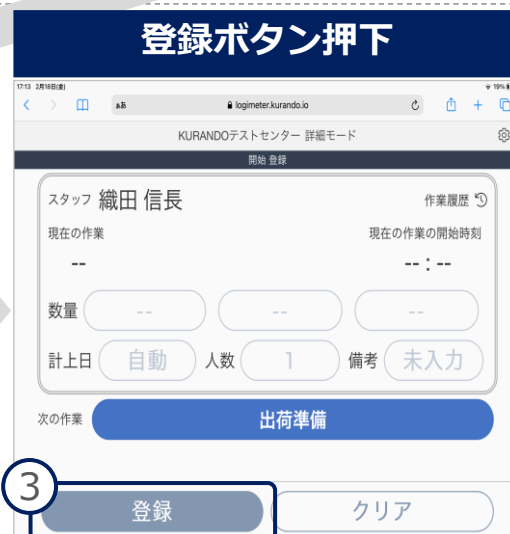 登録ボタン押下
17:13 2月18日(金)
19%
ぁあ logimeter.kurando.io
KURANDOテストセンター 詳細モード
開始 登録
スタッフ 織田 信長 作業履歴
現在の作業 現在の作業の開始時刻
-- --:--
数量 -- -- --
計上日 自動 人数 1 備考 未入力
次の作業 出荷準備
3
登録 クリア